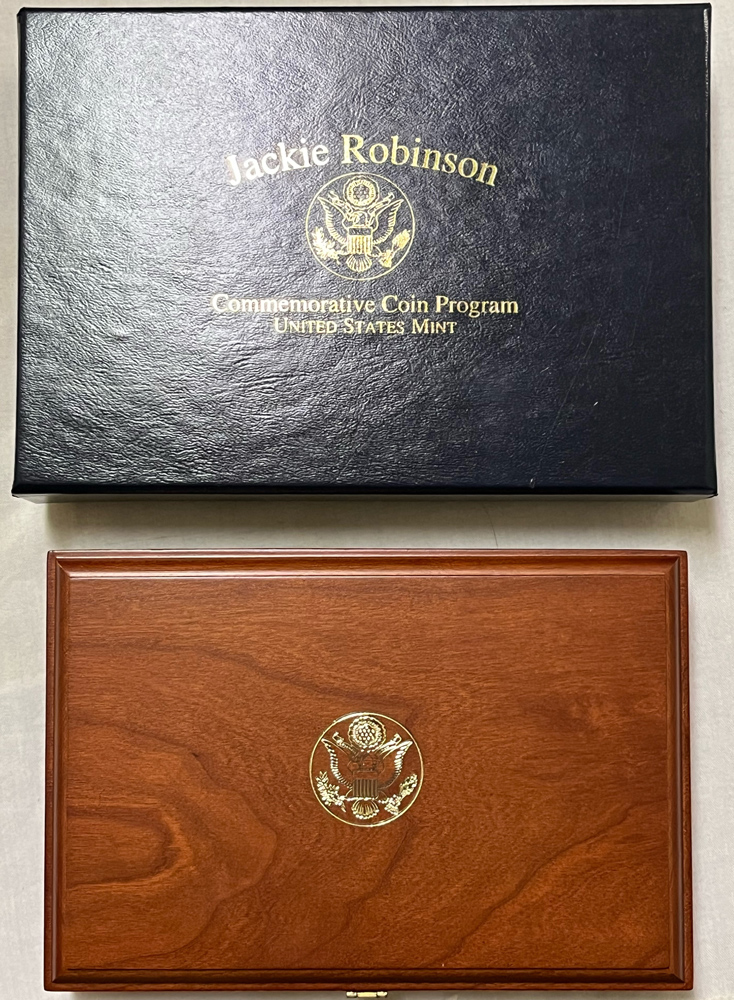 Jackie Robinson
Commemorative Coin Program
UNITED STATES MINT